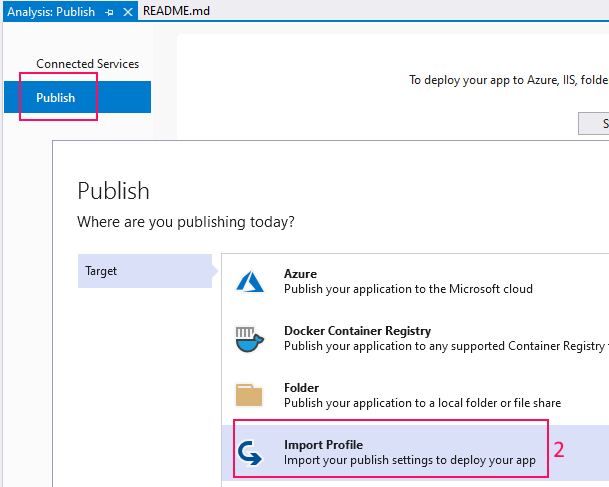 Analysis: Publish
README.md
Connected Services
Publish
To deploy your app to Azure, IIS, folde
S
Publish
Where are you publishing today?
Target
Azure
Publish your application to the Microsoft cloud
Docker Container Registry
Publish your application to any supported Container Registry
Folder
Publish your application to a local folder or file share
Import Profile
Import your publish settings to deploy your app
2